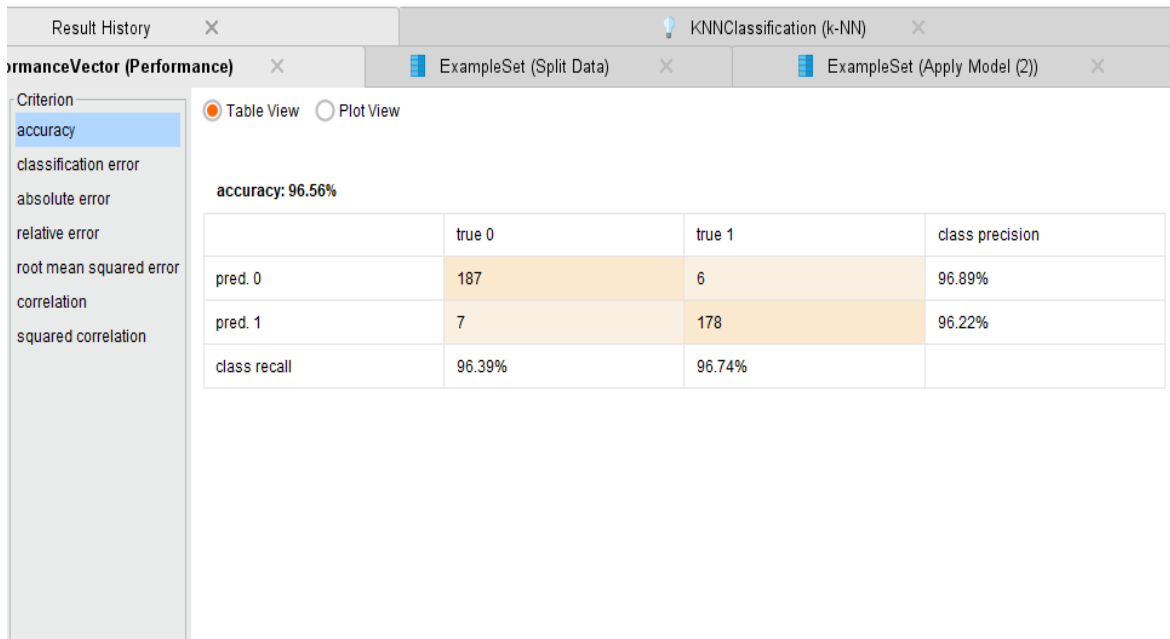 Result History KNNClassification (k-NN)
ormanceVector (Performance) ExampleSet (Split Data) ExampleSet (Apply Model (2))
Criterion
accuracy
classification error
absolute error
relative error
root mean squared error
correlation
squared correlation
Table View Plot View
accuracy: 96.56%
true 0 true 1 class precision
pred. 0 187 6 96.89%
pred. 1 7 178 96.22%
class recall 96.39% 96.74%